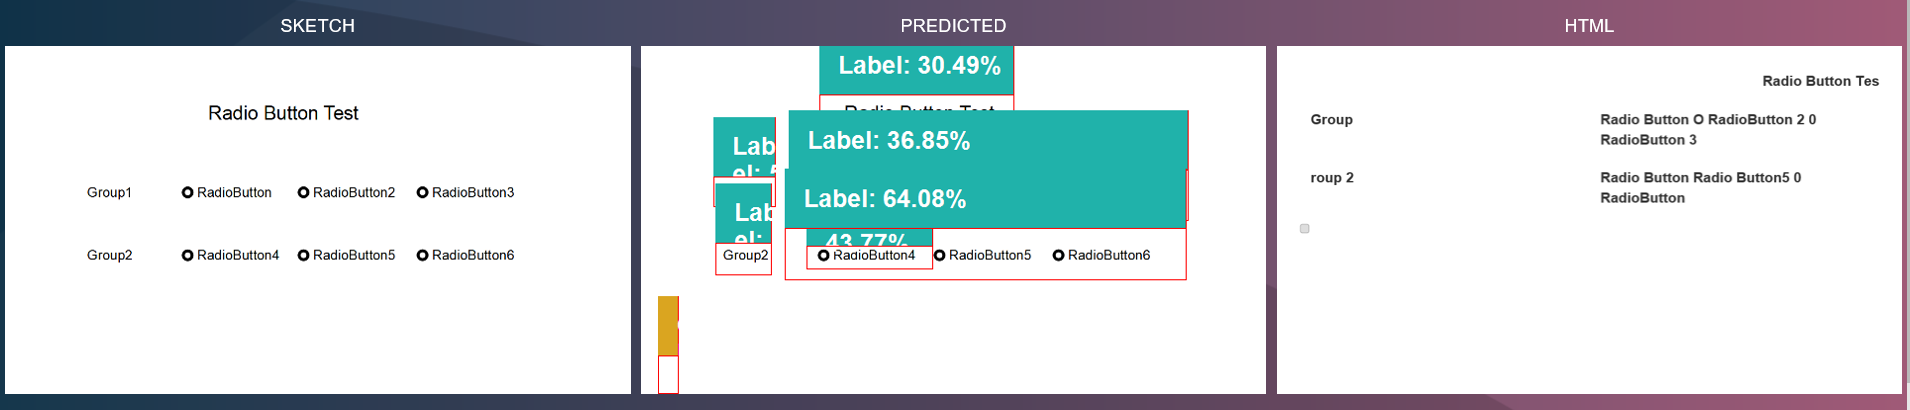 SKETCH
Radio Button Test
Group1 RadioButton RadioButton2 RadioButton3
Group2 RadioButton4 RadioButton5 RadioButton6
PREDICTED
Label: 30.49%
Radio Button Test
Lab
el:
Label: 36.85%
Lab
el:
Label: 64.08%
43.77%
Group2 RadioButton4 RadioButton5 RadioButton6
HTML
Radio Button Tes
Group Radio Button O RadioButton 2 0
RadioButton 3
roup 2 Radio Button Radio Button5 0
RadioButton